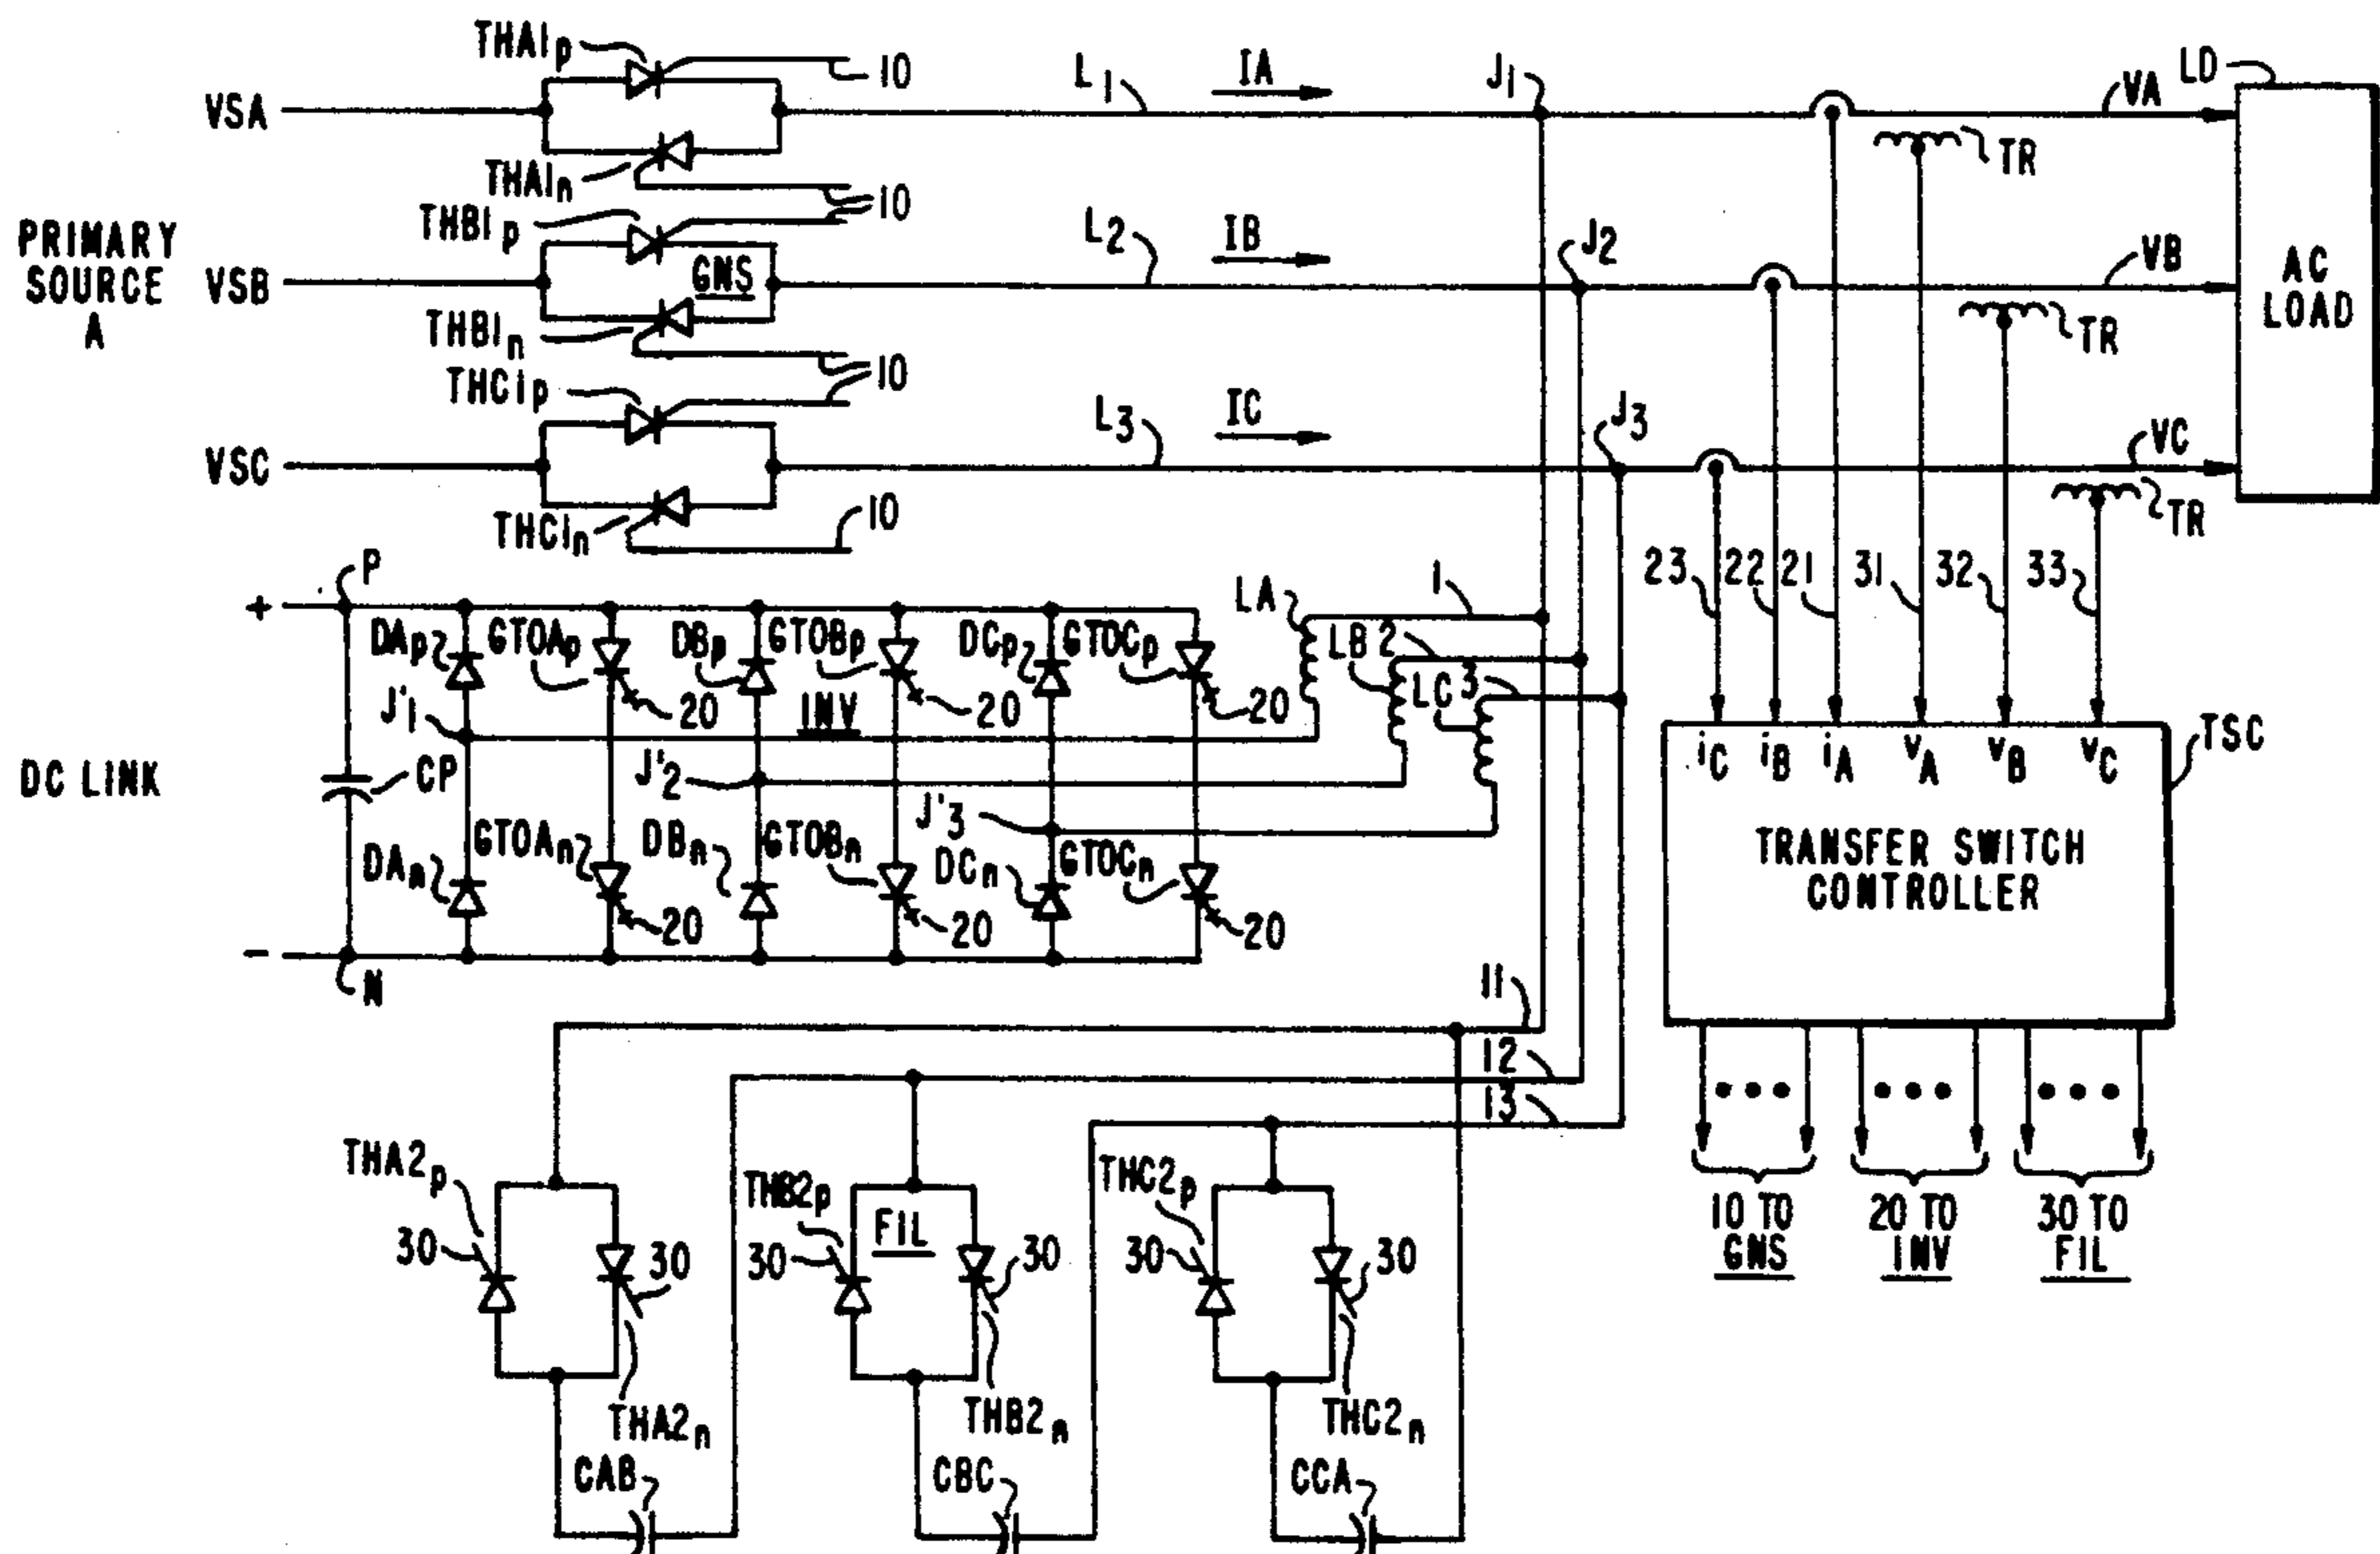 THA1p
10
L1
IA
J1
LD
VSA
VA
THA1n
TR
10
THB1p
L2
IB
J2
VB
PRIMARY
SOURCE
A
VSB
GNS
AC
LOAD
THB1n
TR
10
THC1p
L3
IC
J3
VC
VSC
10
TR
THC1n
P
23
22
21
31
32
33
LA
1
+
DAp
GTOAp
DBp
GTOBp
DCp
GTOCp
LB
2
LC
3
J'1
20
INV
20
20
TSC
iC
iB
iA
vA
vB
vC
DC LINK
CP
J'2
J'3
TRANSFER SWITCH
CONTROLLER
DAn
GTOAn
DBn
GTOBn
DCn
GTOCn
20
20
20
-
N
11
12
13
THA2p
THB2p
THC2p
FIL
30
30
30
30
30
30
10 TO
GNS
20 TO
INV
30 TO
FIL
THA2n
THB2n
THC2n
CAB
CBC
CCA